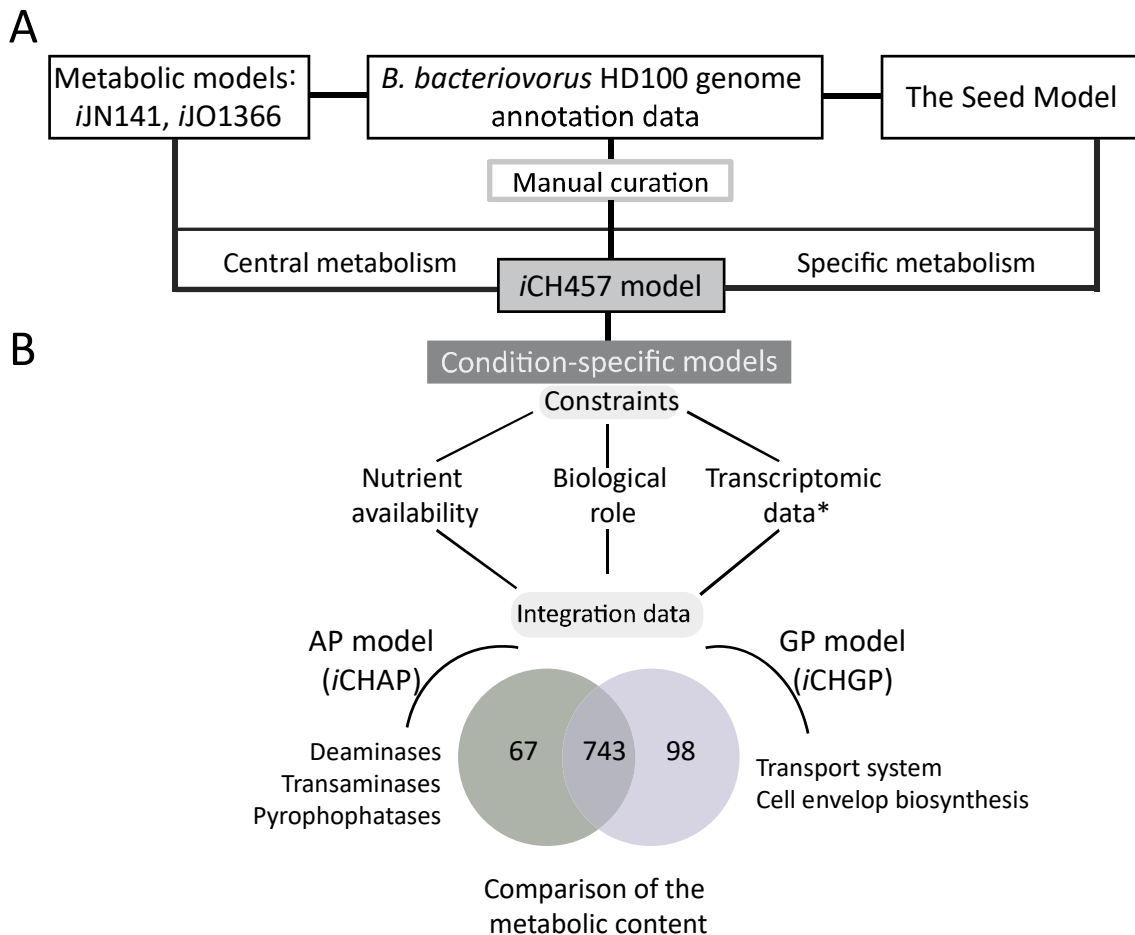 A
Metabolic models:
iJN141, iJO1366
B. bacteriovorus HD100 genome
annotation data
The Seed Model
Manual curation
Central metabolism
Specific metabolism
iCH457 model
B
Condition-specific models
Constraints
Nutrient
availability
Biological
role
Transcriptomic
data*
Integration data
AP model
(iCHAP)
GP model
(iCHGP)
67
743
98
Deaminases
Transaminases
Pyrophophatases
Transport system
Cell envelop biosynthesis
Comparison of the
metabolic content